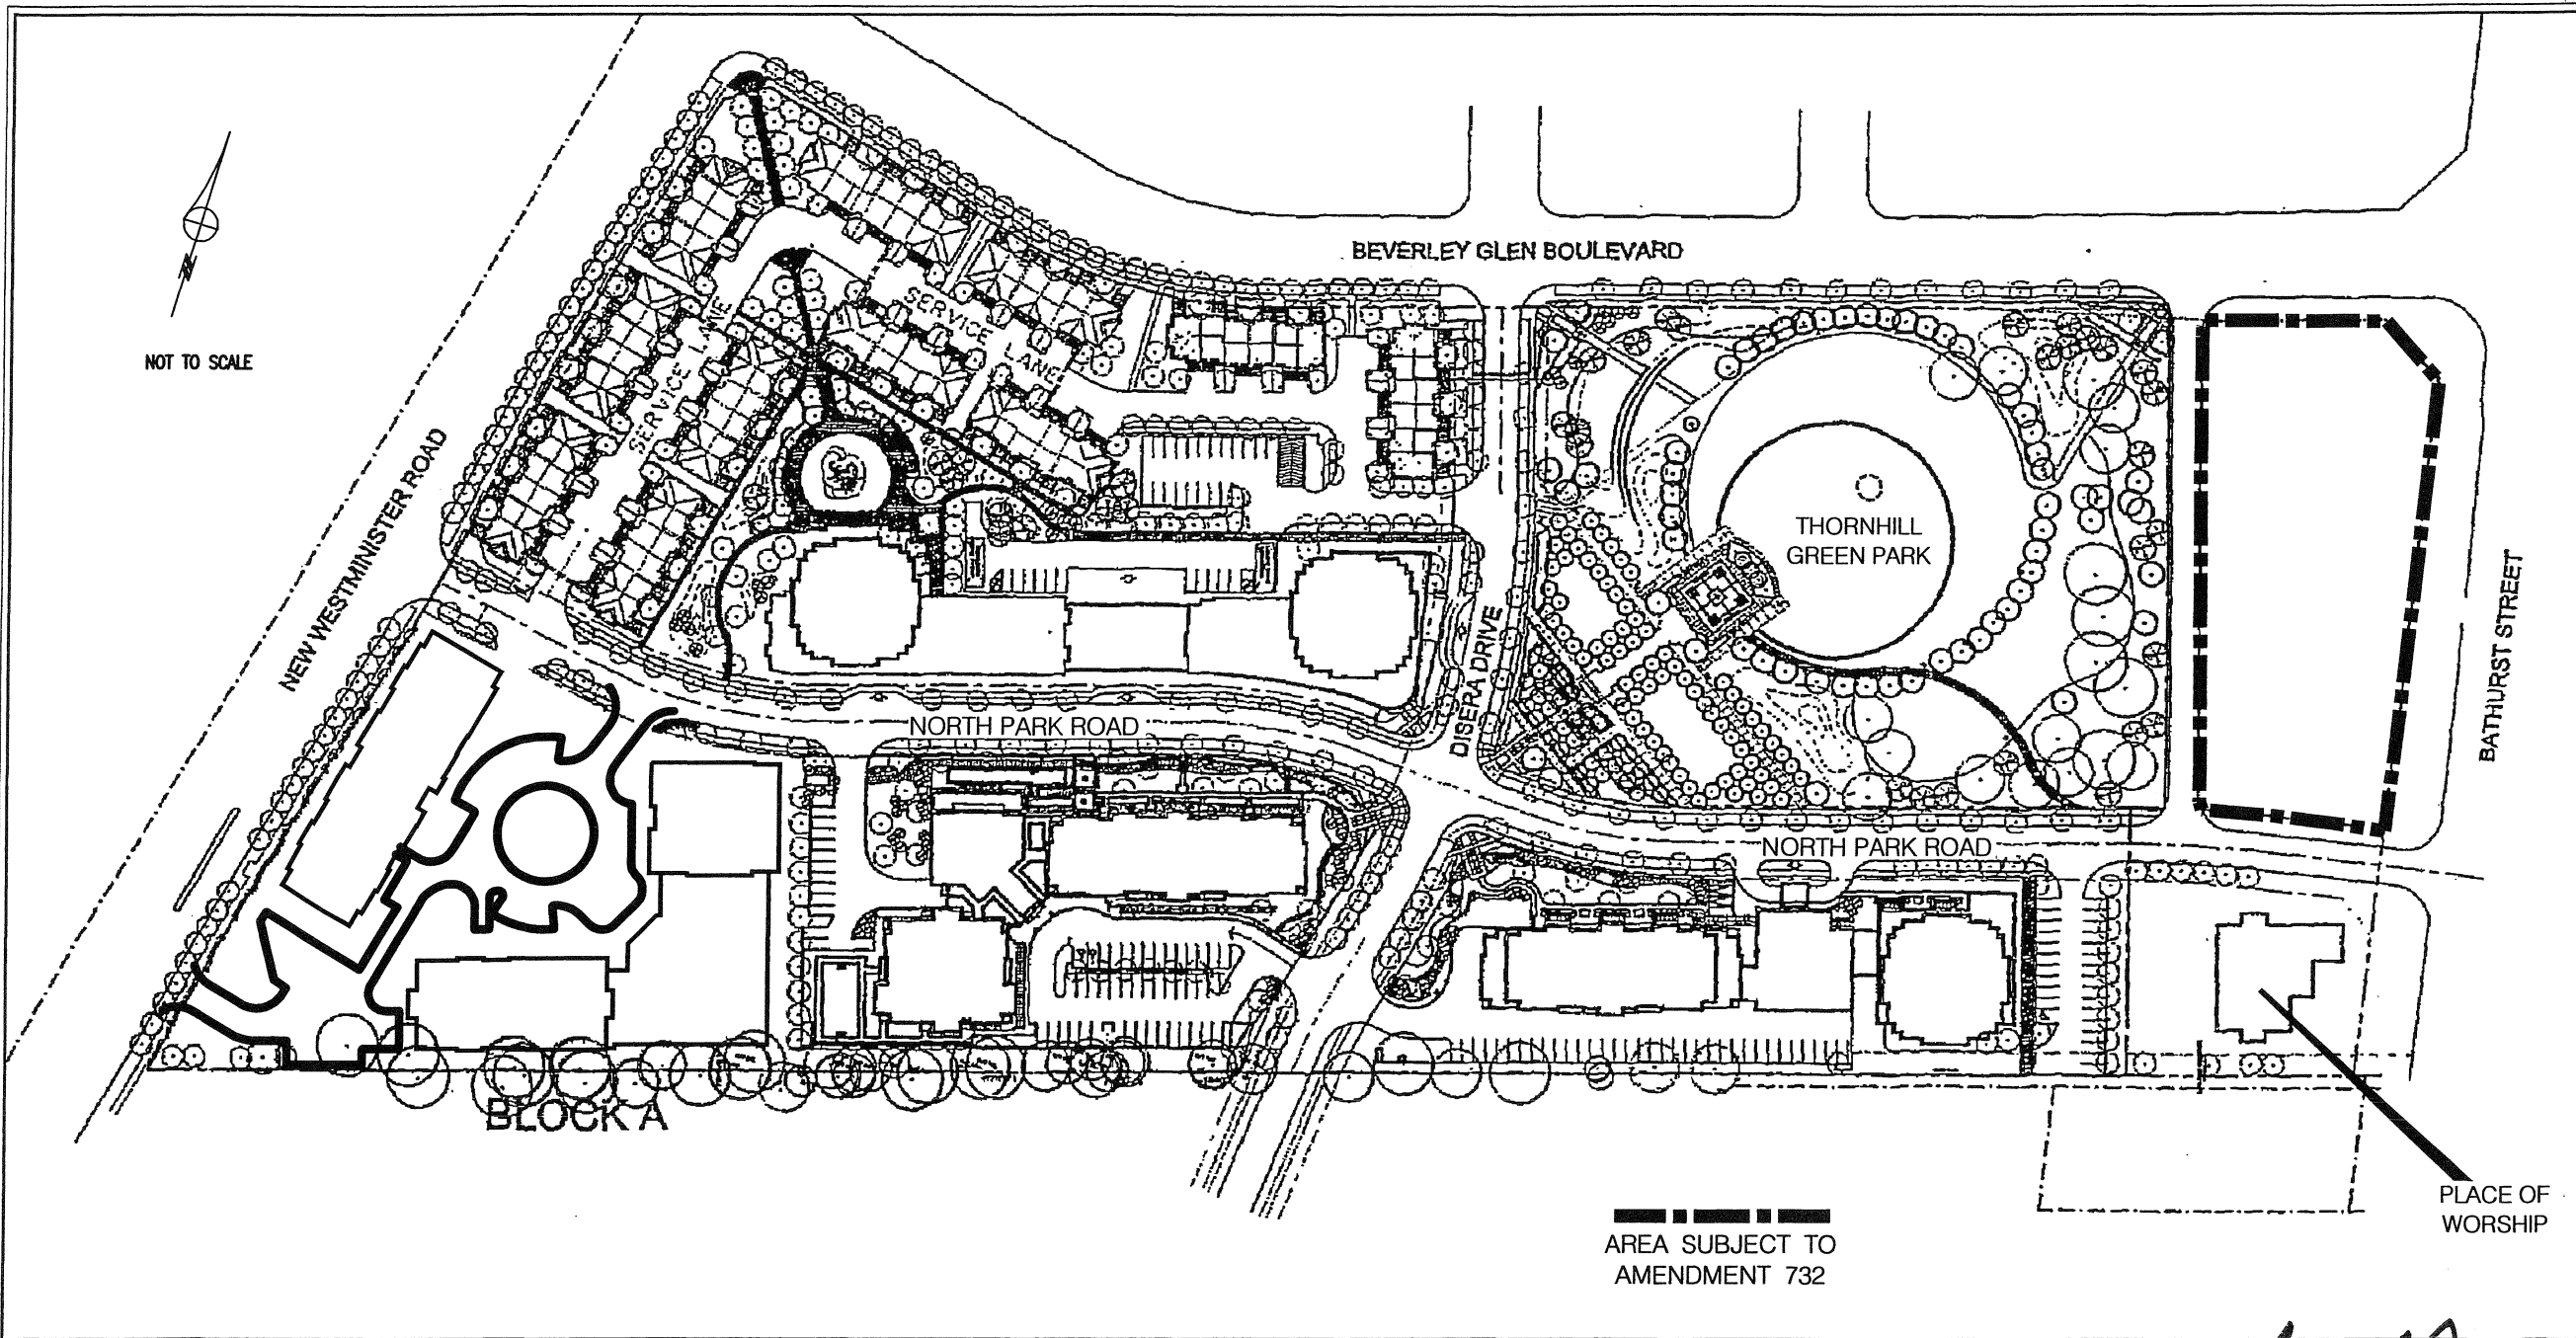 BEVERLEY GLEN BOULEVARD
N
NOT TO SCALE
SERVICE LANE
SERVICE LANE
NEW WESTMINISTER ROAD
THORNHILL
GREEN PARK
BATHURST STREET
DISERA DRIVE
NORTH PARK ROAD
NORTH PARK ROAD
BLOCK A
PLACE OF
WORSHIP
AREA SUBJECT TO
AMENDMENT 732